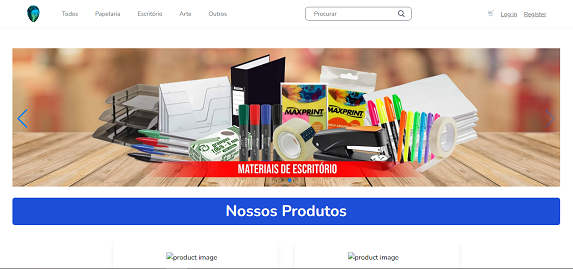 Todos Papelaria Escritório Arte Outros Procurar Log in Register
MAXPRINT
MAXPRINT
MATERIAIS DE ESCRITÓRIO
Nossos Produtos
product image product image